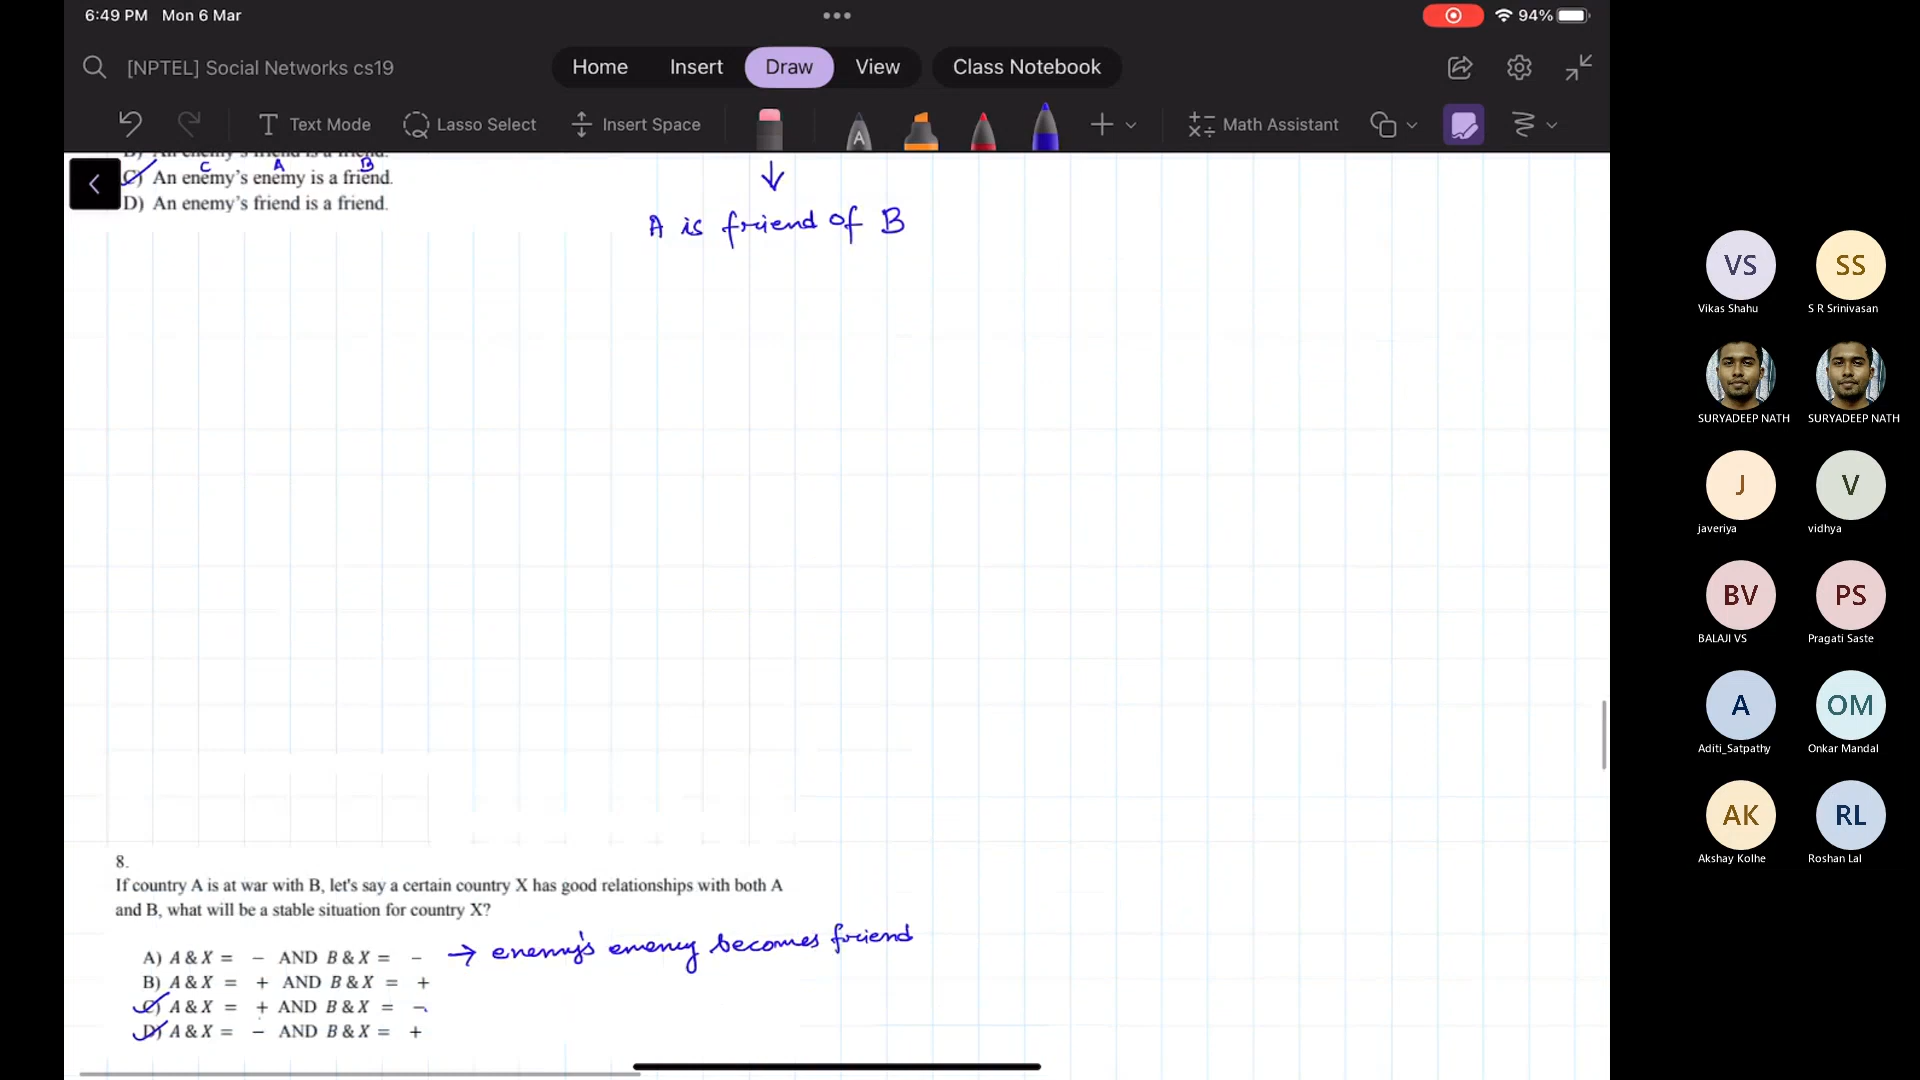 6:49 PM Mon 6 Mar
94%
[NPTEL] Social Networks cs19
Home Insert Draw View Class Notebook
Text Mode Lasso Select Insert Space A Math Assistant
B) An enemy's friend is a friend.
C A B
C) An enemy's enemy is a friend.
D) An enemy's friend is a friend.
A is friend of B
8.
If country A is at war with B, let's say a certain country X has good relationships with both A
and B, what will be a stable situation for country X?
A) A & X = - AND B & X = - → enemy's enemy becomes friend
B) A & X = + AND B & X = +
C) A & X = + AND B & X = -
D) A & X = - AND B & X = +
VS SS
Vikas Shahu S R Srinivasan
SURYADEEP NATH SURYADEEP NATH
J V
javeriya vidhya
BV PS
BALAJI VS Pragati Saste
A OM
Aditi_Satpathy Onkar Mandal
AK RL
Akshay Kolhe Roshan Lal